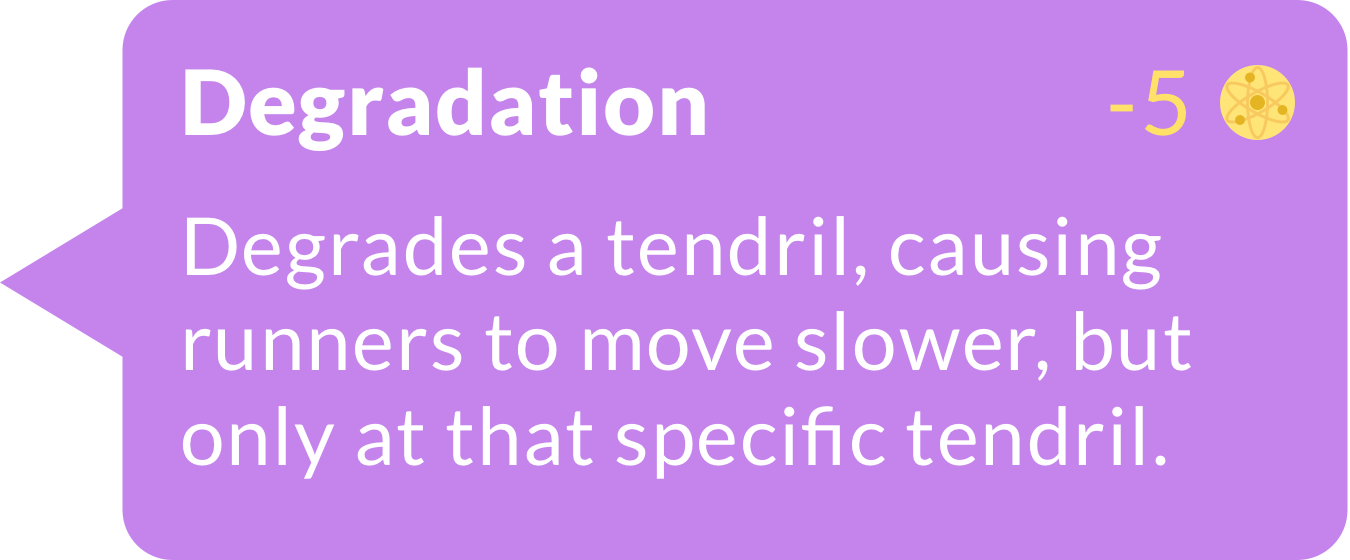 Degradation -5
Degrades a tendril, causing
runners to move slower, but
only at that specific tendril.